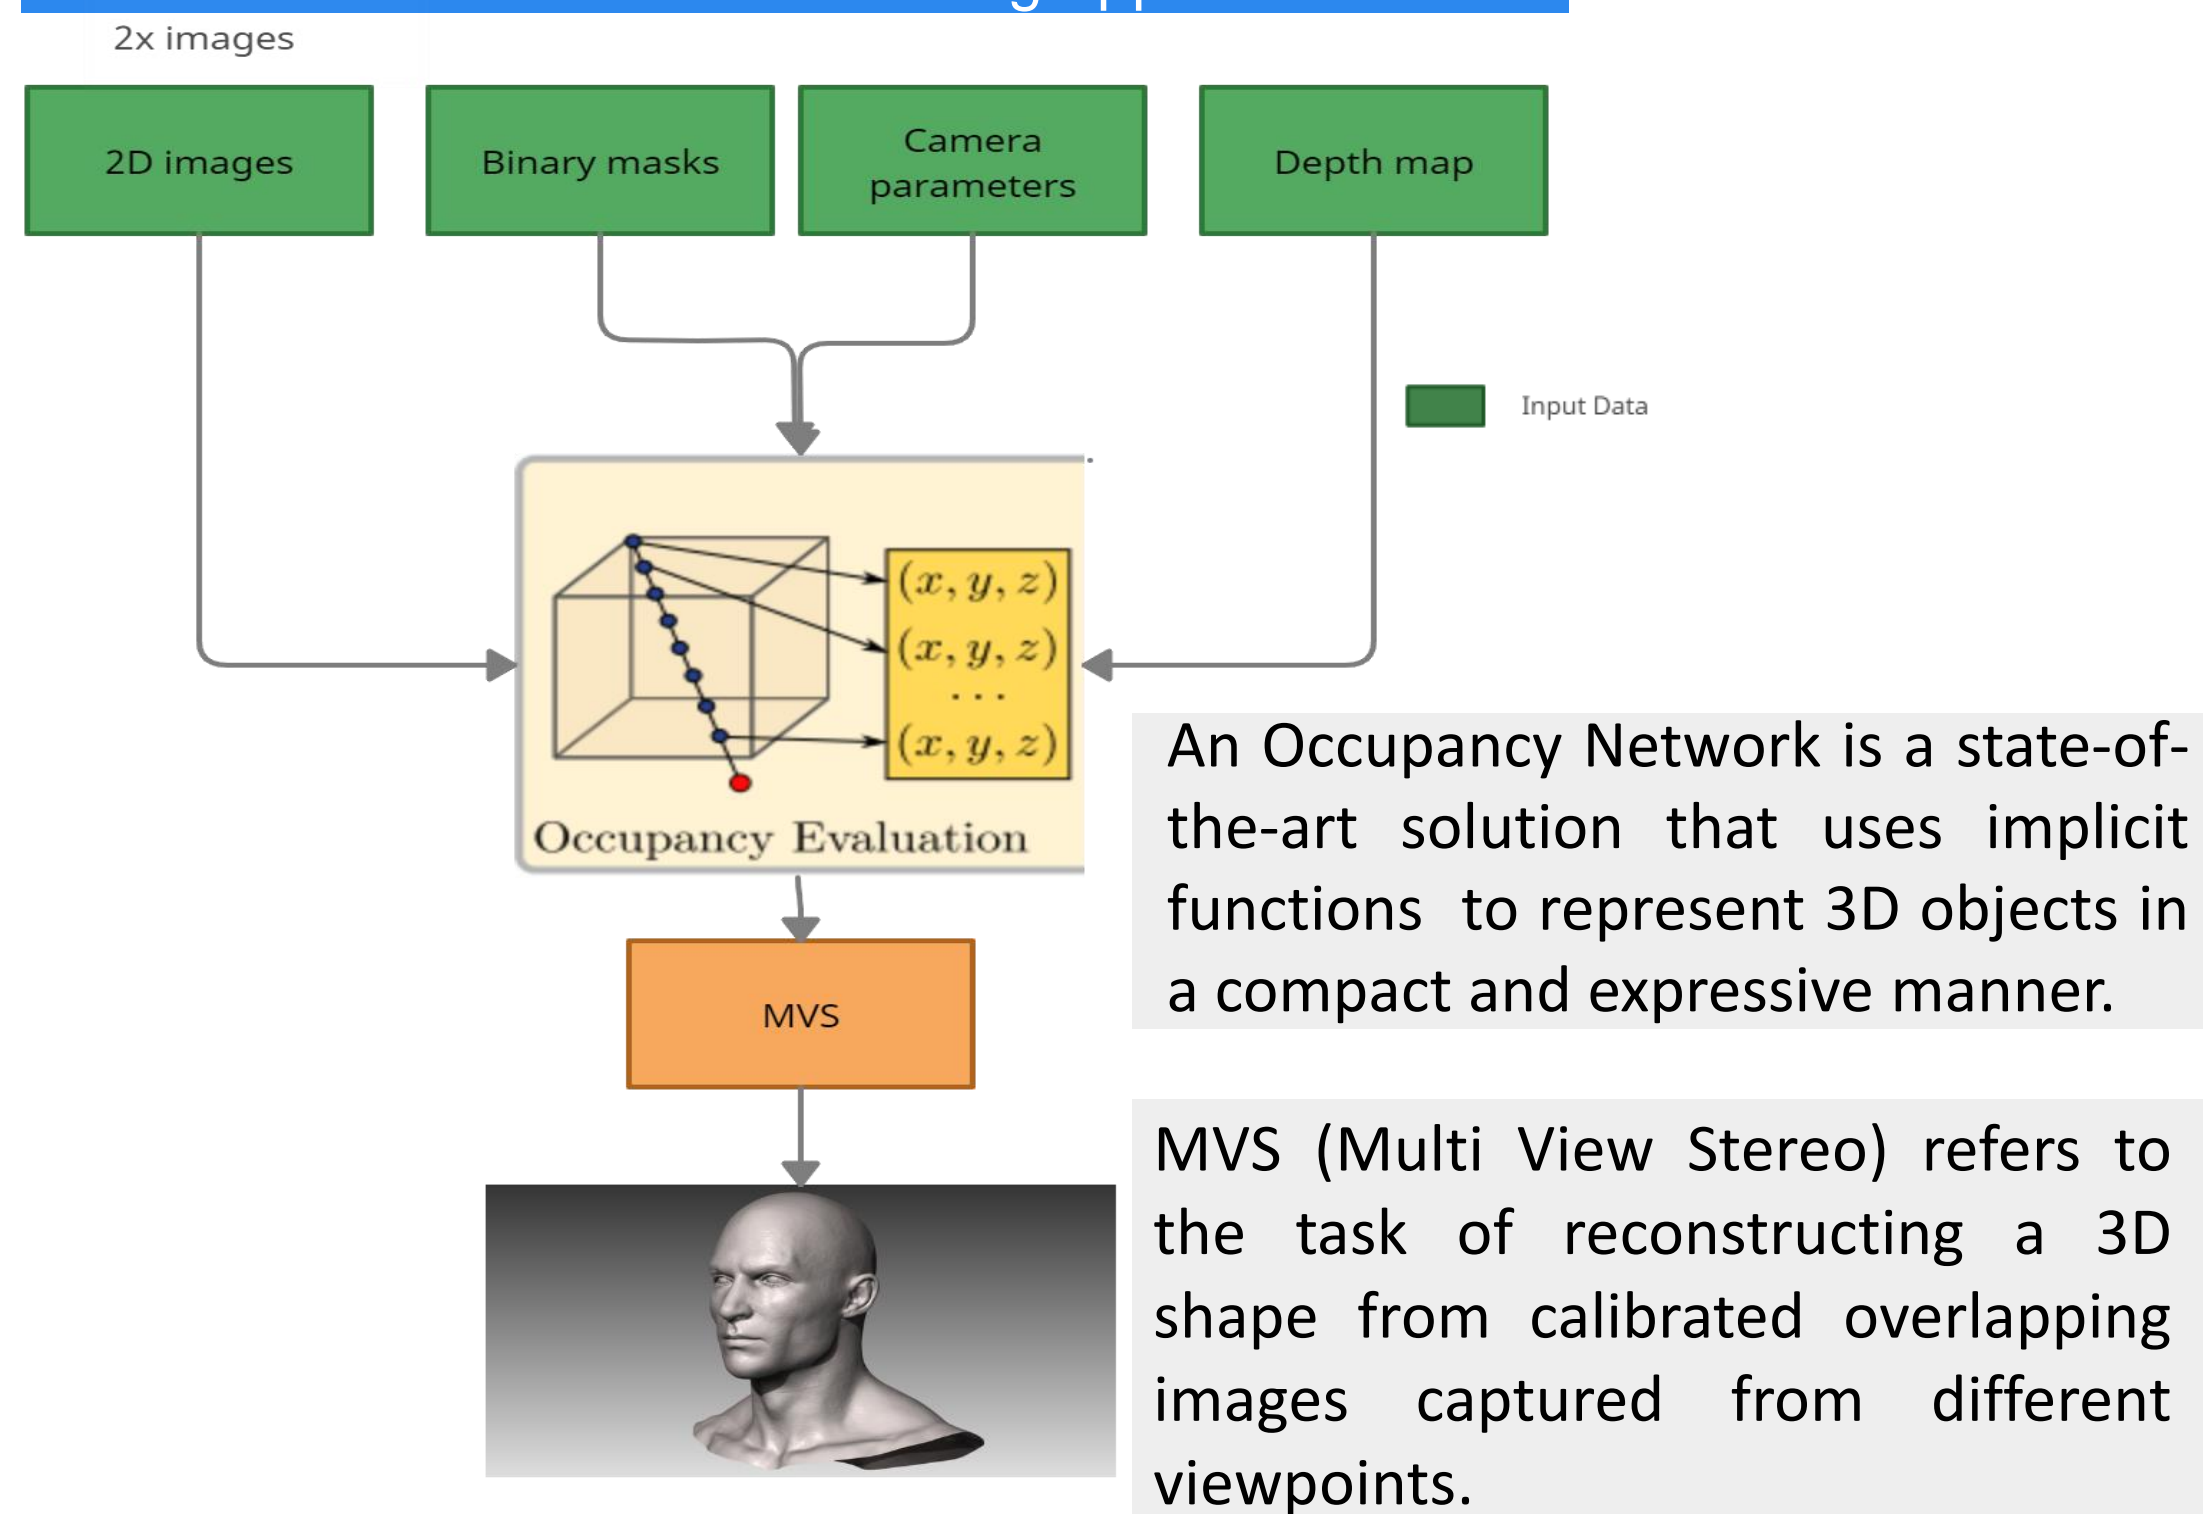 2x images
2D images
Binary masks
Camera
parameters
Depth map
Input Data
(x, y, z)
(x, y, z)
...
(x, y, z)
Occupancy Evaluation
An Occupancy Network is a state-of-
the-art solution that uses implicit
functions to represent 3D objects in
a compact and expressive manner.
MVS
MVS (Multi View Stereo) refers to
the task of reconstructing a 3D
shape from calibrated overlapping
images captured from different
viewpoints.